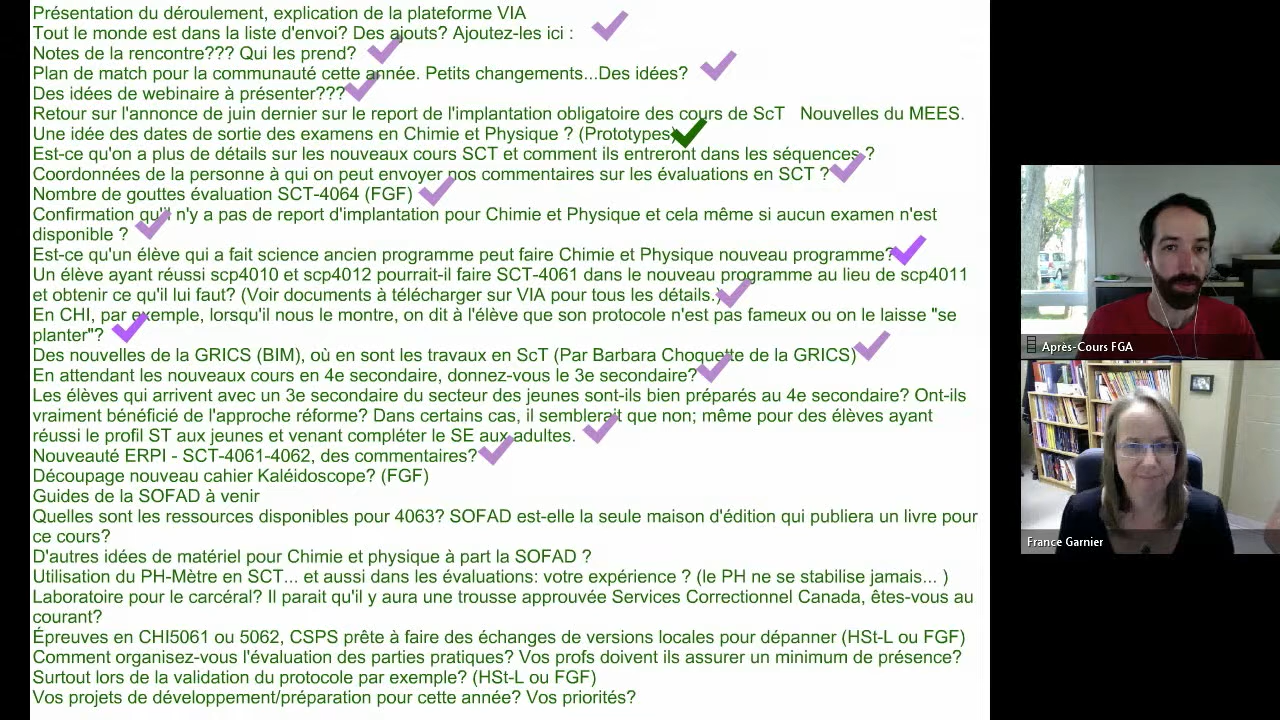 Présentation du déroulement, explication de la plateforme VIA
Tout le monde est dans la liste d'envoi? Des ajouts? Ajoutez-les ici :
Notes de la rencontre??? Qui les prend?
Plan de match pour la communauté cette année. Petits changements...Des idées?
Des idées de webinaire à présenter???
Retour sur l'annonce de juin dernier sur le report de l'implantation obligatoire des cours de ScT   Nouvelles du MEES.
Une idée des dates de sortie des examens en Chimie et Physique ? (Prototypes)
Est-ce qu'on a plus de détails sur les nouveaux cours SCT et comment ils entreront dans les séquences ?
Coordonnées de la personne à qui on peut envoyer nos commentaires sur les évaluations en SCT ?
Nombre de gouttes évaluation SCT-4064 (FGF)
Confirmation qu'il n'y a pas de report d'implantation pour Chimie et Physique et cela même si aucun examen n'est
disponible ?
Est-ce qu'un élève qui a fait science ancien programme peut faire Chimie et Physique nouveau programme?
Un élève ayant réussi scp4010 et scp4012 pourrait-il faire SCT-4061 dans le nouveau programme au lieu de scp4011
et obtenir ce qu'il lui faut? (Voir documents à télécharger sur VIA pour tous les détails.)
En CHI, par exemple, lorsqu'il nous le montre, on dit à l'élève que son protocole n'est pas fameux ou on le laisse "se
planter"?
Des nouvelles de la GRICS (BIM), où en sont les travaux en ScT (Par Barbara Choquette de la GRICS)
En attendant les nouveaux cours en 4e secondaire, donnez-vous le 3e secondaire?
Les élèves qui arrivent avec un 3e secondaire du secteur des jeunes sont-ils bien préparés au 4e secondaire? Ont-ils
vraiment bénéficié de l'approche réforme? Dans certains cas, il semblerait que non; même pour des élèves ayant
réussi le profil ST aux jeunes et venant compléter le SE aux adultes.
Nouveauté ERPI - SCT-4061-4062, des commentaires?
Découpage nouveau cahier Kaléidoscope? (FGF)
Guides de la SOFAD à venir
Quelles sont les ressources disponibles pour 4063? SOFAD est-elle la seule maison d'édition qui publiera un livre pour
ce cours?
D'autres idées de matériel pour Chimie et physique à part la SOFAD ?
Utilisation du PH-Mètre en SCT... et aussi dans les évaluations: votre expérience ? (le PH ne se stabilise jamais... )
Laboratoire pour le carcéral? Il parait qu'il y aura une trousse approuvée Services Correctionnel Canada, êtes-vous au
courant?
Épreuves en CHI5061 ou 5062, CSPS prête à faire des échanges de versions locales pour dépanner (HSt-L ou FGF)
Comment organisez-vous l'évaluation des parties pratiques? Vos profs doivent ils assurer un minimum de présence?
Surtout lors de la validation du protocole par exemple? (HSt-L ou FGF)
Vos projets de développement/préparation pour cette année? Vos priorités?
Après-Cours FGA
France Garnier